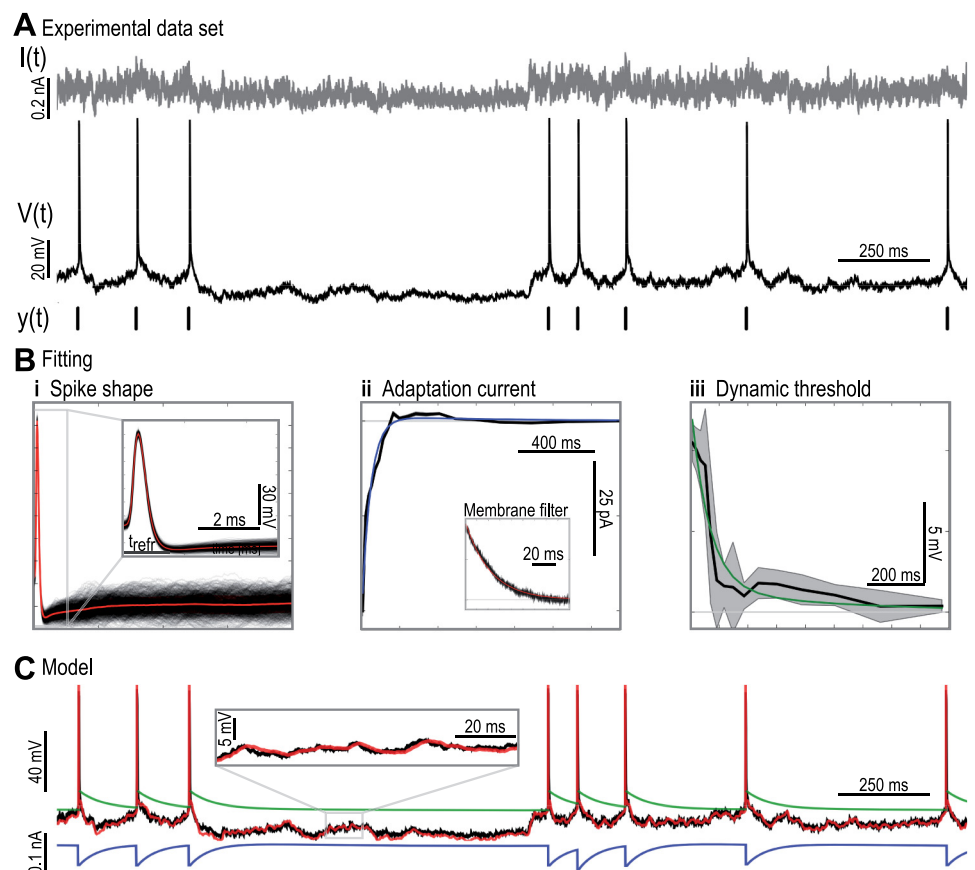 A Experimental data set
I(t)
0.2 nA
V(t)
20 mV
250 ms
y(t)
B Fitting
i Spike shape
ii Adaptation current
iii Dynamic threshold
30 mV
2 ms
trefr
400 ms
25 pA
Membrane filter
20 ms
5 mV
200 ms
C Model
5 mV
20 ms
40 mV
250 ms
0.1 nA